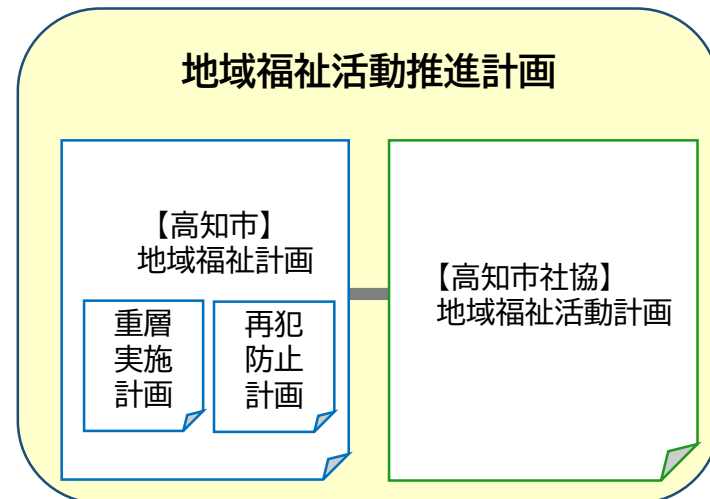 地域福祉活動推進計画
【高知市】
地域福祉計画
重層
実施
計画
再犯
防止
計画
【高知市社協】
地域福祉活動計画